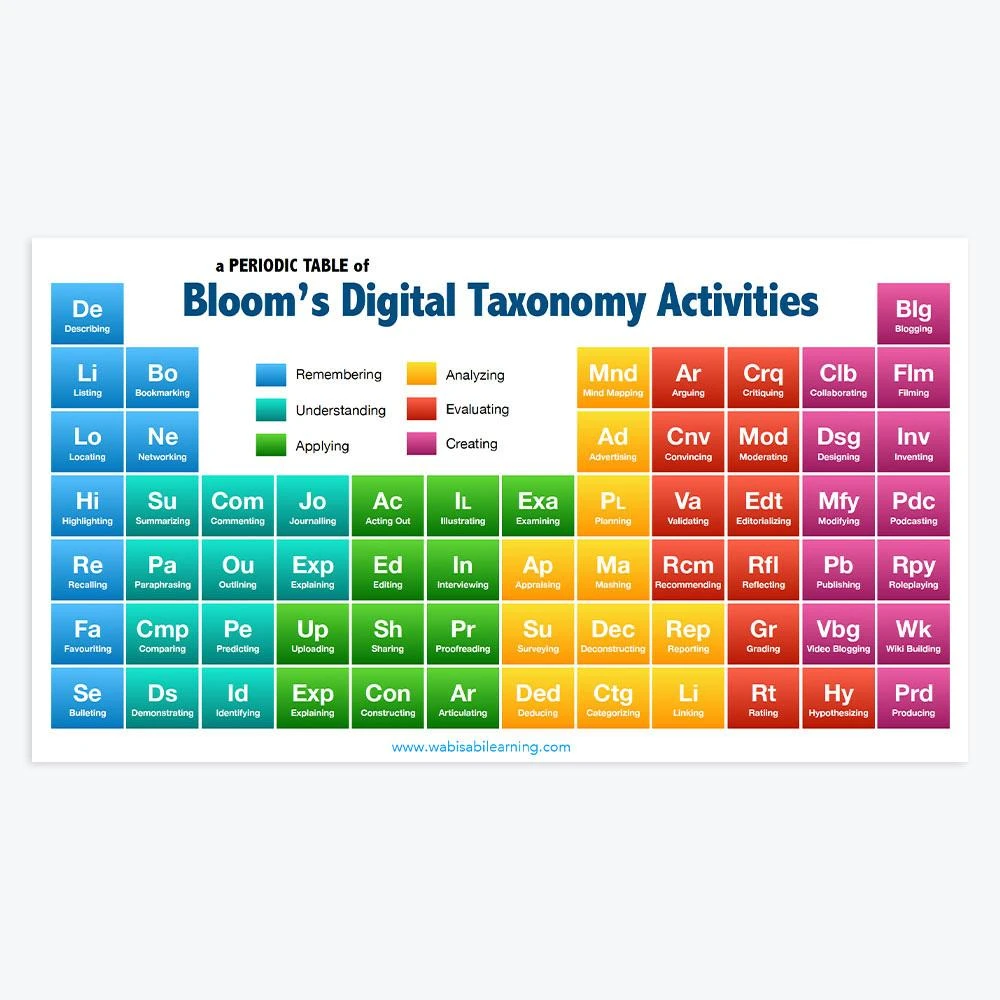 a PERIODIC TABLE of
Bloom's Digital Taxonomy Activities
De
Describing
Blg
Blogging
Remembering
Analyzing
Understanding
Evaluating
Applying
Creating
Li
Listing
Bo
Bookmarking
Mnd
Mind Mapping
Ar
Arguing
Crq
Critiquing
Clb
Collaborating
Flm
Filming
Lo
Locating
Ne
Networking
Ad
Advertising
Cnv
Convincing
Mod
Moderating
Dsg
Designing
Inv
Inventing
Hi
Highlighting
Su
Summarizing
Com
Commenting
Jo
Journalling
Ac
Acting Out
IL
Illustrating
Exa
Examining
PL
Planning
Va
Validating
Edt
Editorializing
Mfy
Modifying
Pdc
Podcasting
Re
Recalling
Pa
Paraphrasing
Ou
Outlining
Exp
Explaining
Ed
Editing
In
Interviewing
Ap
Appraising
Ma
Mashing
Rcm
Recommending
Rfl
Reflecting
Pb
Publishing
Rpy
Roleplaying
Fa
Favouriting
Cmp
Comparing
Pe
Predicting
Up
Uploading
Sh
Sharing
Pr
Proofreading
Su
Surveying
Dec
Deconstructing
Rep
Reporting
Gr
Grading
Vbg
Video Blogging
Wk
Wiki Building
Se
Bulleting
Ds
Demonstrating
Id
Identifying
Exp
Explaining
Con
Constructing
Ar
Articulating
Ded
Deducing
Ctg
Categorizing
Li
Linking
Rt
Ratiing
Hy
Hypothesizing
Prd
Producing
www.wabisabilearning.com